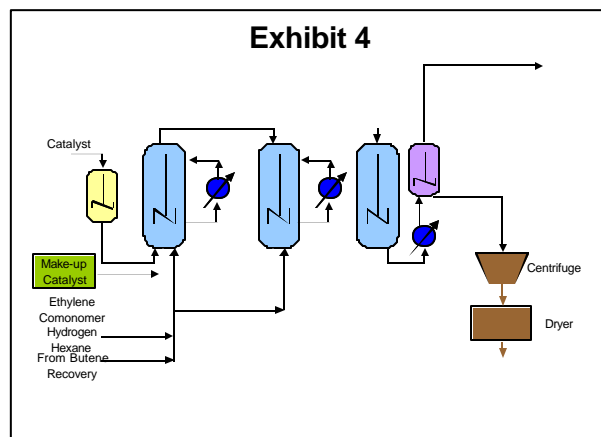 Exhibit 4
Catalyst
Make-up
Catalyst
Ethylene
Comonomer
Hydrogen
Hexane
From Butene
Recovery
Centrifuge
Dryer